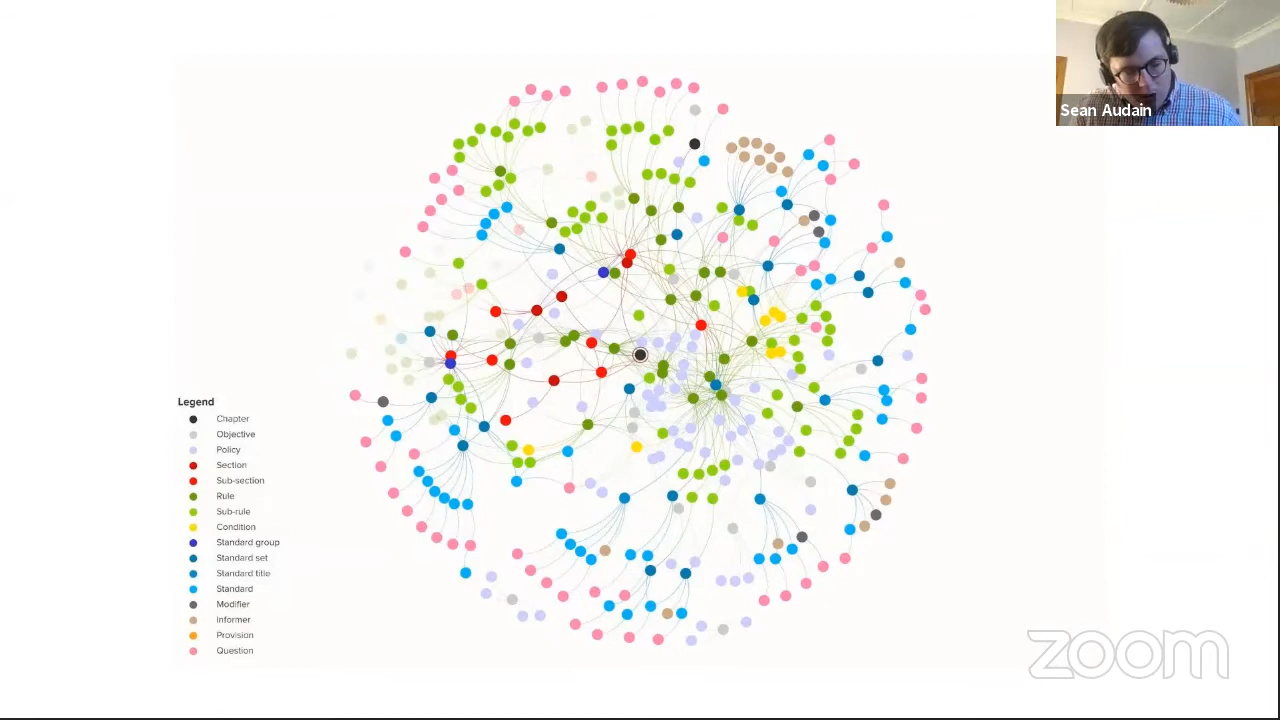 Sean Audain
Legend
Chapter
Objective
Policy
Section
Sub-section
Rule
Sub-rule
Condition
Standard group
Standard set
Standard title
Standard
Modifier
Informer
Provision
Question
zoom